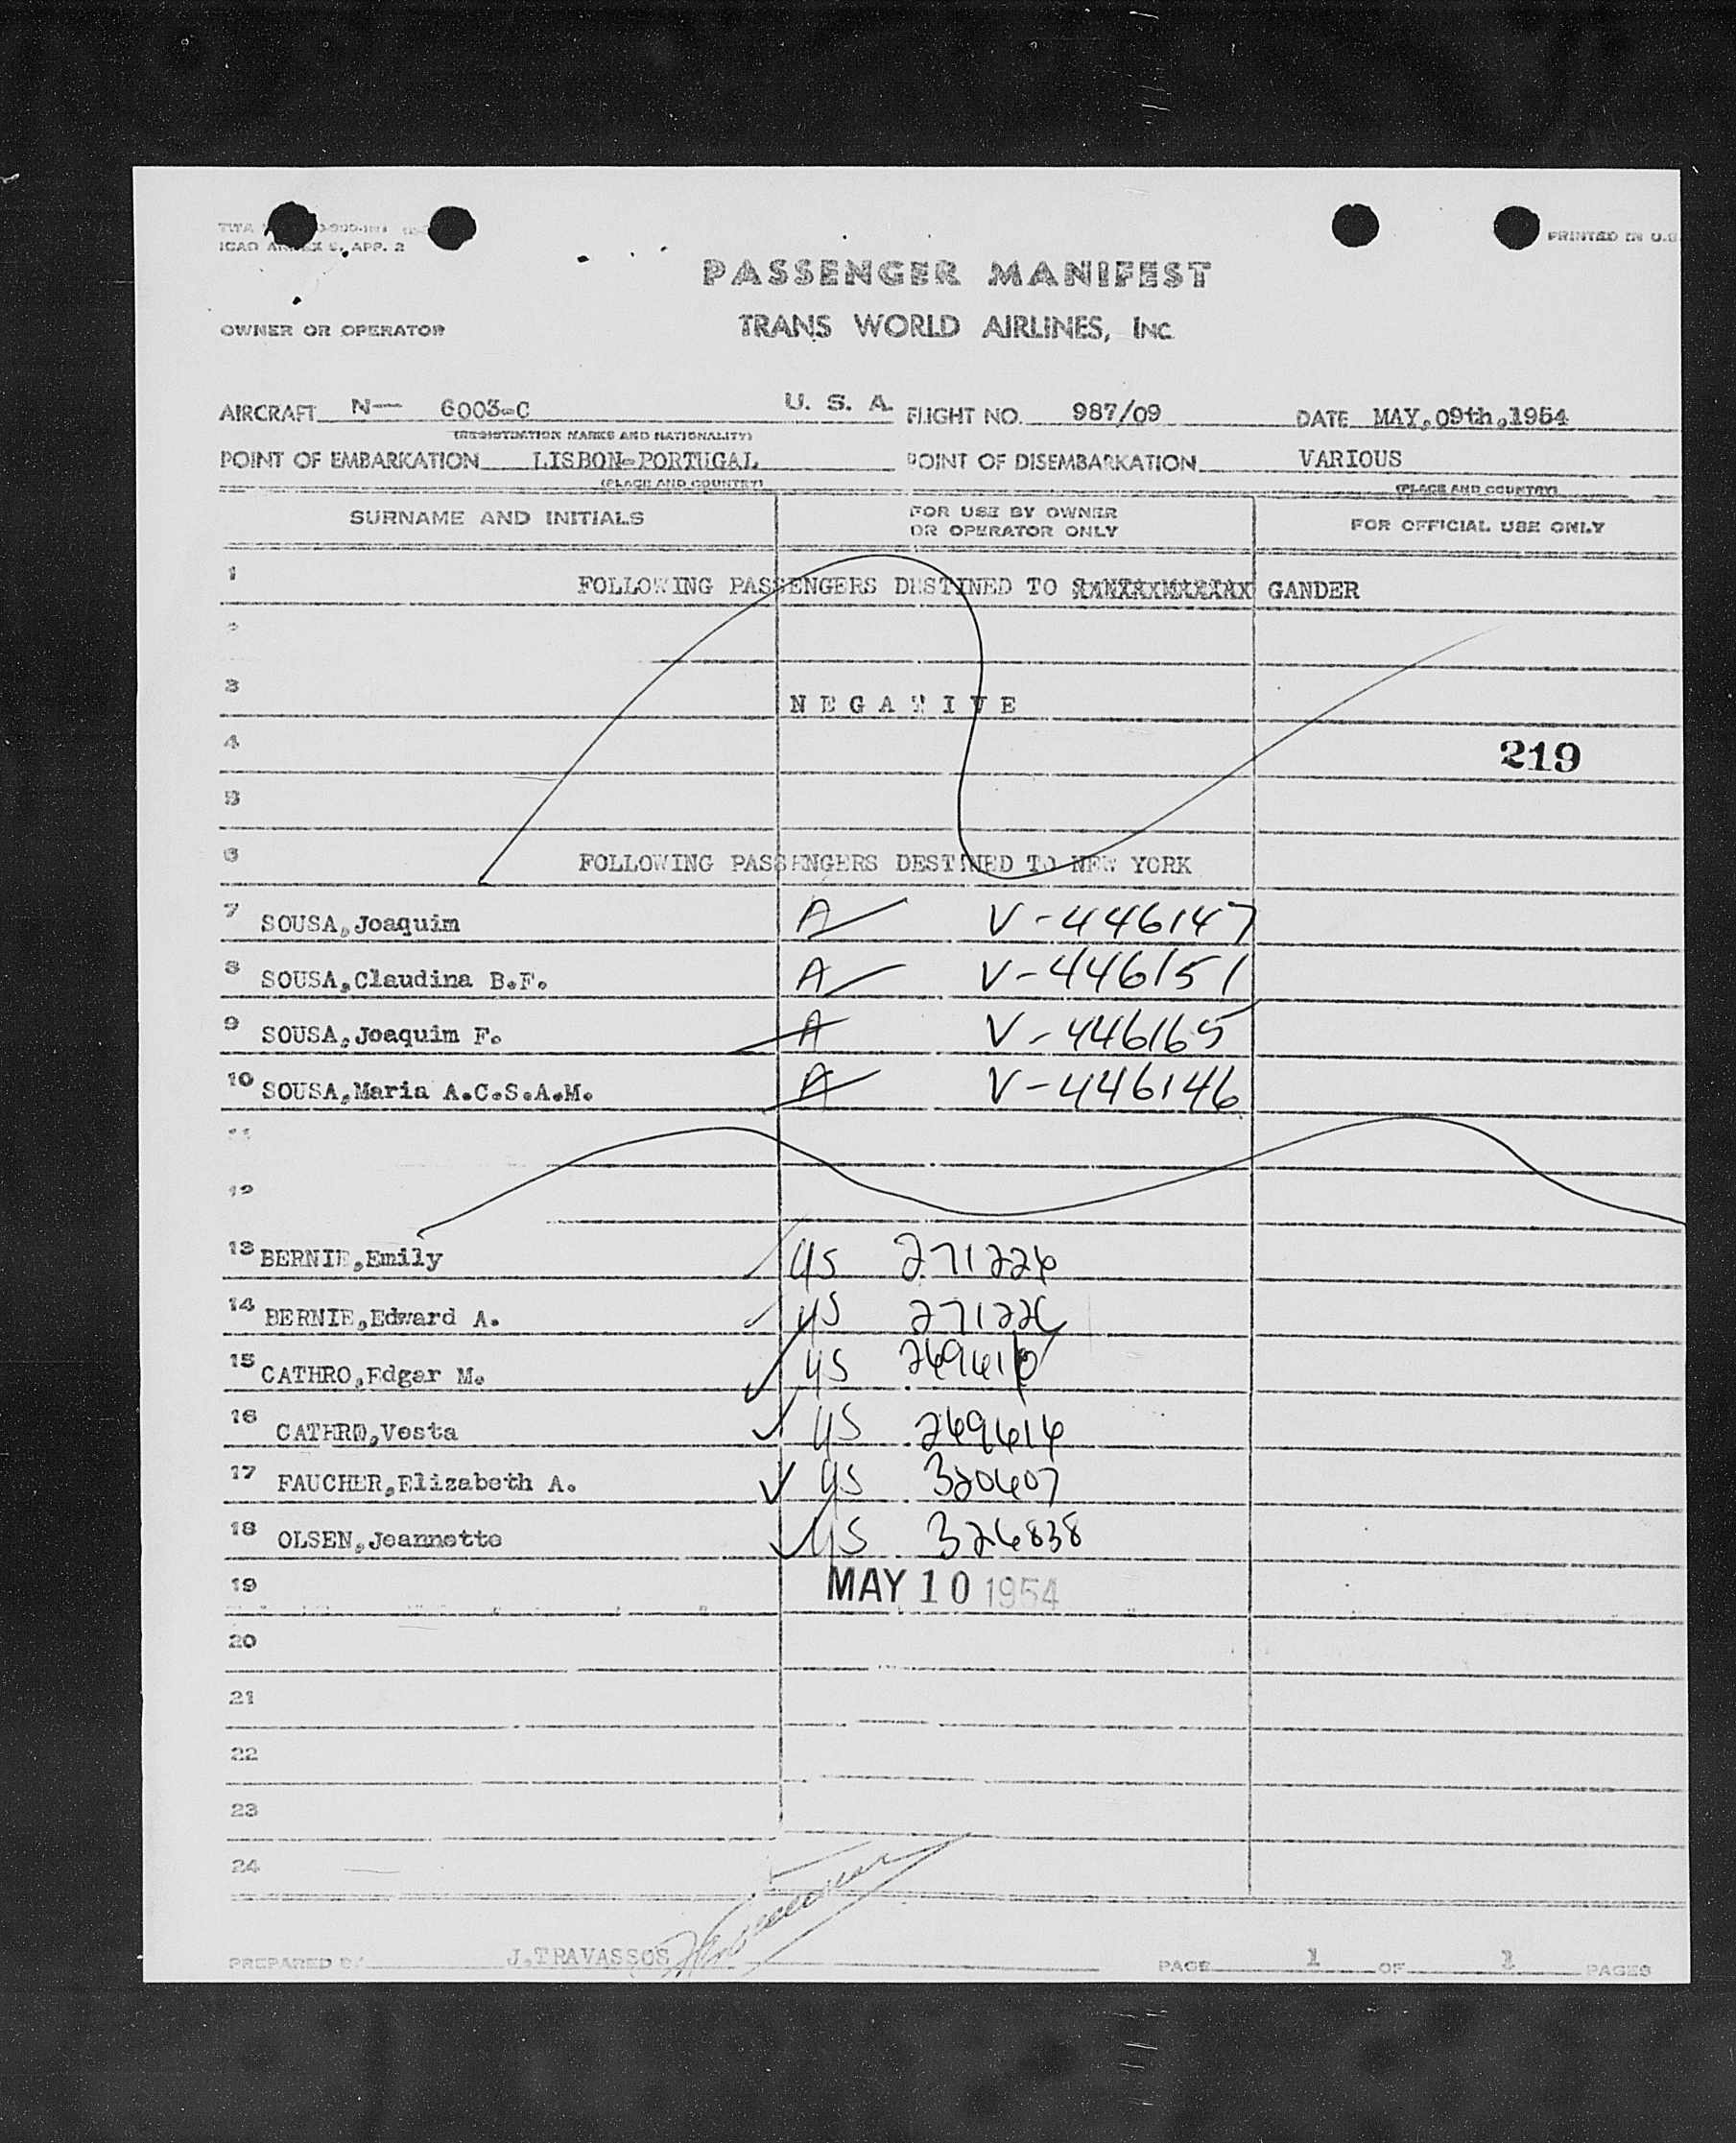 ICAO ANNEX 9, APP. 2
PRINTED IN U.S
PASSENGER MANIFEST
OWNER OR OPERATOR TRANS WORLD AIRLINES, INC
AIRCRAFT N- 6003-C U. S. A. FLIGHT NO. 987/09 DATE MAY,09th,1954
(REGISTRATION MARKS AND NATIONALITY)
POINT OF EMBARKATION LISBON-PORTUGAL POINT OF DISEMBARKATION VARIOUS
(PLACE AND COUNTRY) (PLACE AND COUNTRY)
SURNAME AND INITIALS FOR USE BY OWNER OR OPERATOR ONLY FOR OFFICIAL USE ONLY
1 FOLLOWING PASSENGERS DESTINED TO GANDER
2
3 N E G A T I V E
4 219
5
6 FOLLOWING PASSENGERS DESTINED TO NEW YORK
7 SOUSA,Joaquim A V-446147
8 SOUSA,Claudina B.F. A V-446151
9 SOUSA,Joaquim F. A V-446165
10 SOUSA,Maria A.C.S.A.M. A V-446146
11
12
13 BERNIE,Emily US 271226
14 BERNIE,Edward A. US 271226
15 CATHRO,Edgar M. US
16 CATHRO,Vesta US 269616
17 FAUCHER,Elizabeth A. US 320607
18 OLSEN,Jeannette US 326838
19 MAY 10 1954
20
21
22
23
24
PREPARED BY J.TRAVASSOS PAGE 1 OF 1 PAGES